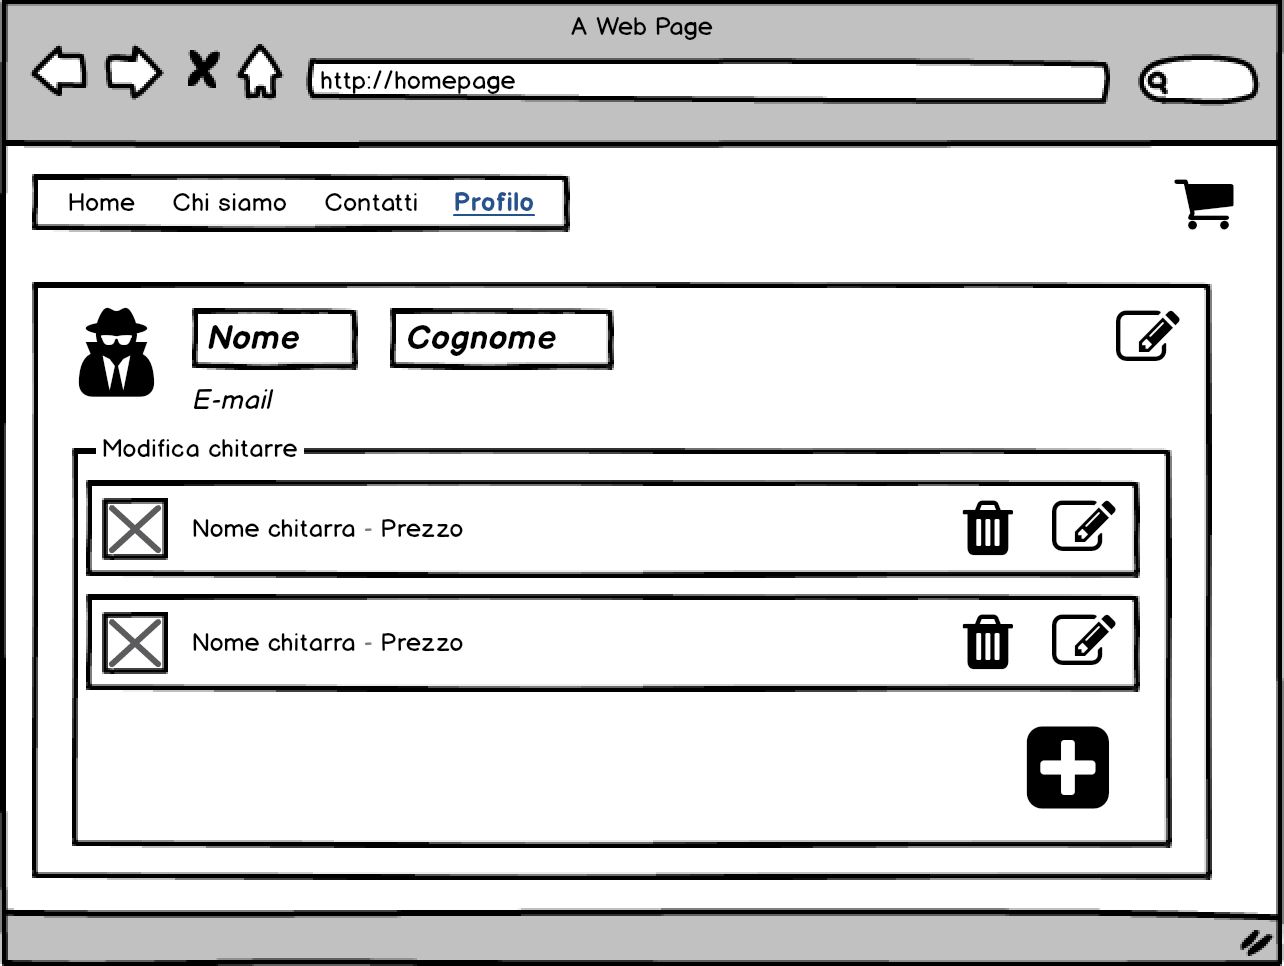 A Web Page
http://homepage
Home Chi siamo Contatti Profilo
Nome Cognome
E-mail
Modifica chitarre
Nome chitarra - Prezzo
Nome chitarra - Prezzo